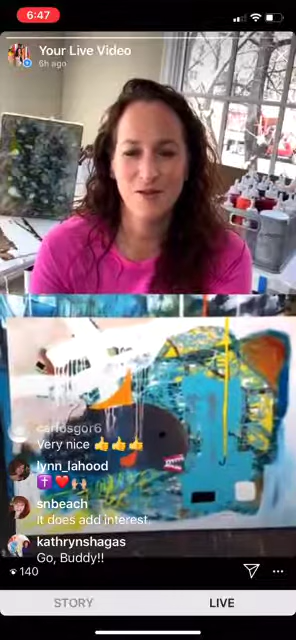 6:47
Your Live Video
6h ago
carlosgor6
Very nice 👍👍👍
lynn_lahood
✝️❤️🙌🏼
snbeach
It does add interest
kathrynshagas
Go, Buddy!!
140
STORY
LIVE